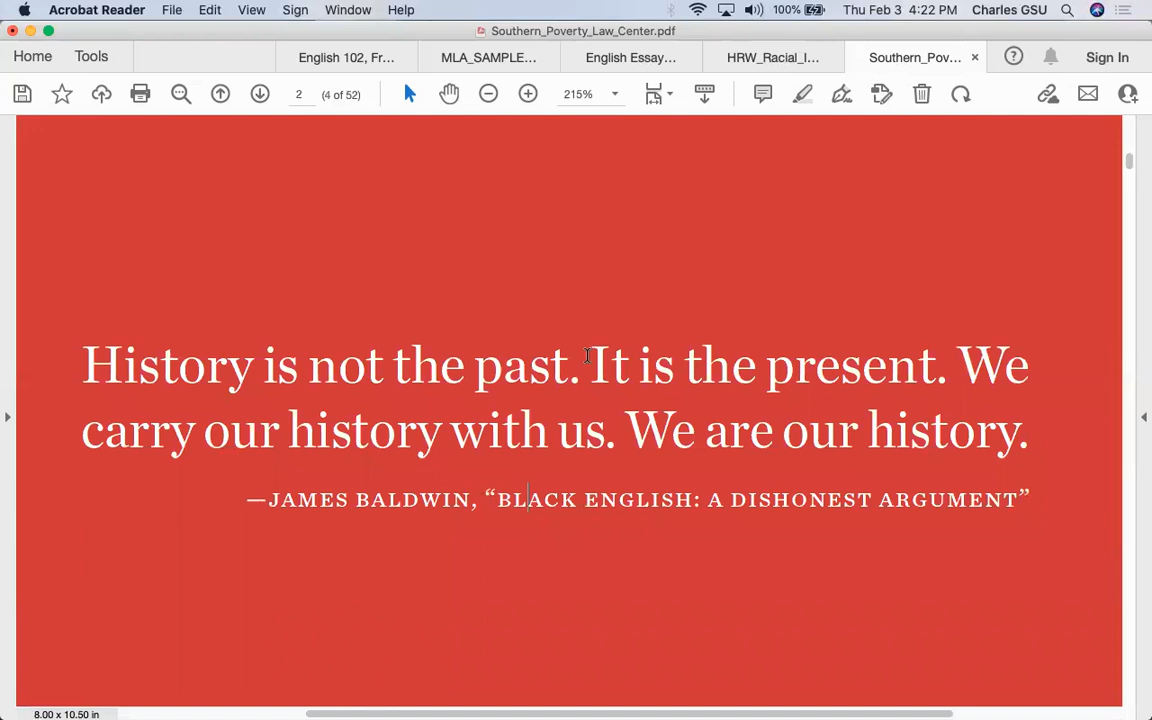 Acrobat Reader File Edit View Sign Window Help 100% Thu Feb 3 4:22 PM Charles GSU
Southern_Poverty_Law_Center.pdf
Home Tools English 102, Fr... MLA_SAMPLE... English Essay... HRW_Racial_I... Southern_Pov... × ? Sign In
2 (4 of 52) 215%
History is not the past. It is the present. We
carry our history with us. We are our history.
—JAMES BALDWIN, “BLACK ENGLISH: A DISHONEST ARGUMENT”
8.00 x 10.50 in